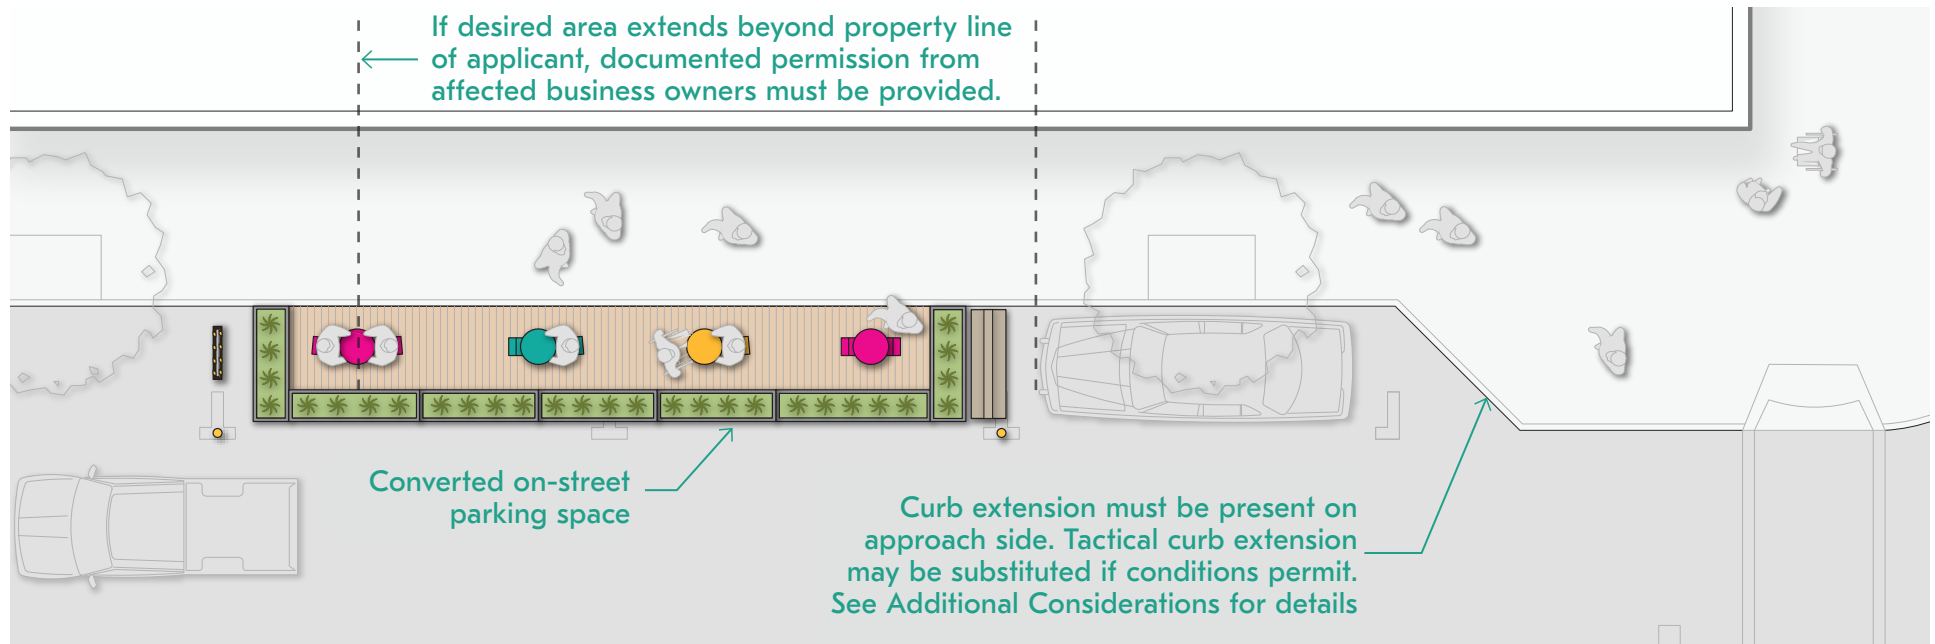 If desired area extends beyond property line
of applicant, documented permission from
affected business owners must be provided.
Converted on-street
parking space
Curb extension must be present on
approach side. Tactical curb extension
may be substituted if conditions permit.
See Additional Considerations for details